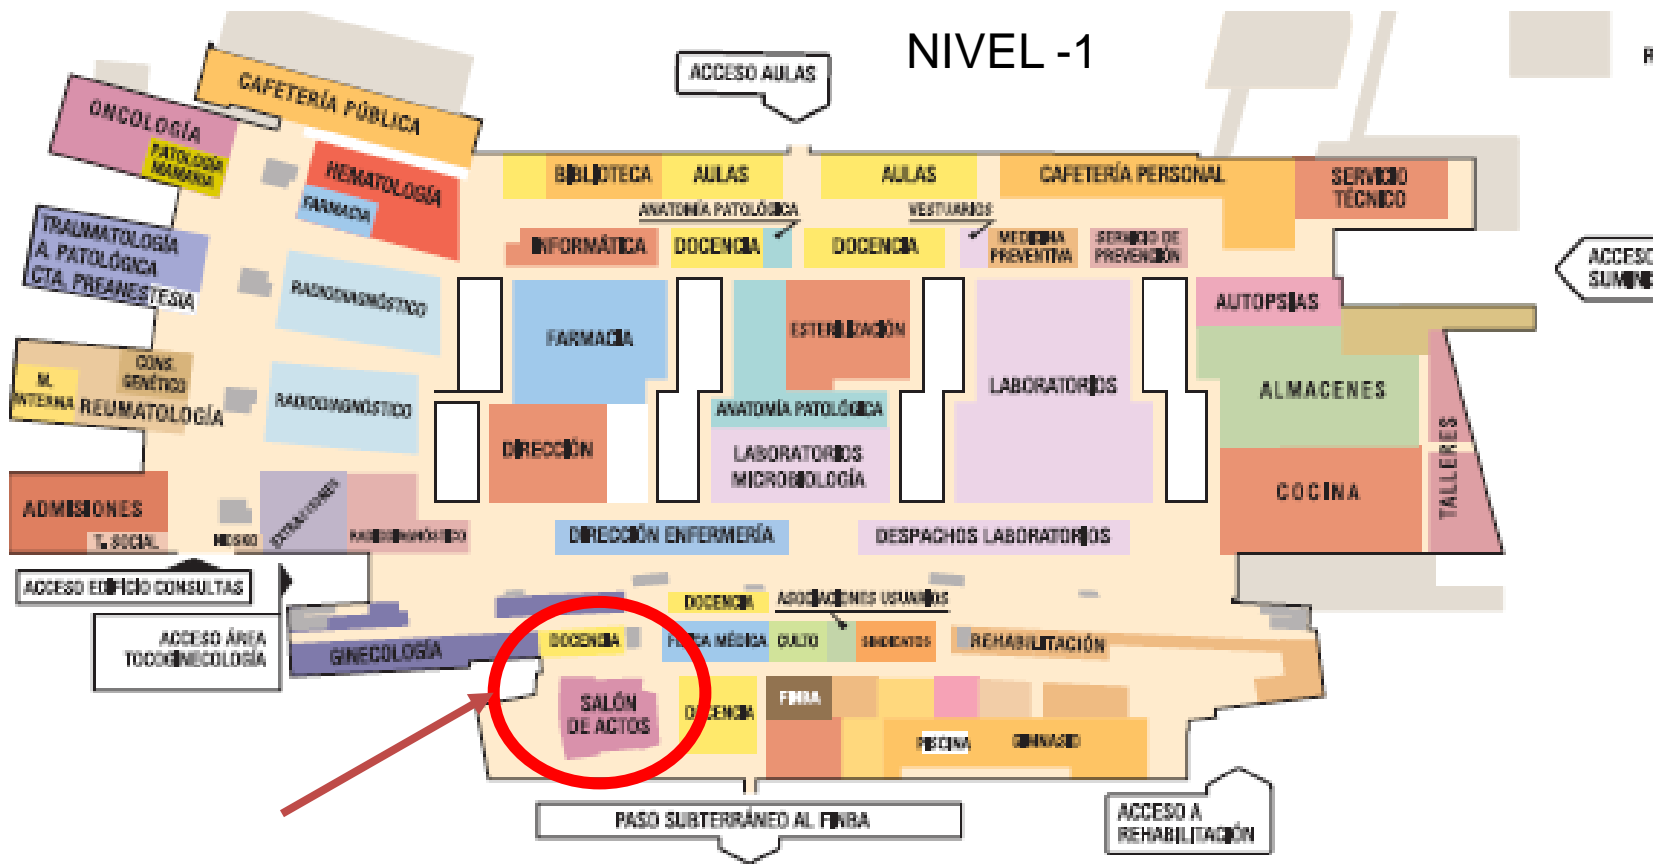 NIVEL -1
ACCESO AULAS
CAFETERÍA PÚBLICA
ONCOLOGÍA
PATOLOGÍA
MAMARIA
HEMATOLOGÍA
FARMACIA
BIBLIOTECA
AULAS
AULAS
CAFETERÍA PERSONAL
SERVICIO
TÉCNICO
ANATOMÍA PATOLÓGICA
VESTUARIOS
TRAUMATOLOGÍA
A. PATOLÓGICA
CTA. PREANESTESIA
INFORMÁTICA
DOCENCIA
DOCENCIA
MEDICINA
PREVENTIVA
SERVICIO DE
PREVENCIÓN
ACCESO
RADIODIAGNÓSTICO
FARMACIA
ESTERILIZACIÓN
LABORATORIOS
AUTOPSIAS
ALMACENES
CONS.
GENÉTICO
M.
INTERNA
REUMATOLOGÍA
RADIODIAGNÓSTICO
ANATOMÍA PATOLÓGICA
DIRECCIÓN
LABORATORIOS
MICROBIOLOGÍA
COCINA
TALLERES
ADMISIONES
T. SOCIAL
KIOSKO
EXTRACCIONES
RADIODIAGNÓSTICO
DIRECCIÓN ENFERMERÍA
DESPACHOS LABORATORIOS
ACCESO EDIFICIO CONSULTAS
ACCESO ÁREA
TOCOGINECOLOGÍA
DOCENCIA
ASOCIACIONES USUARIOS
GINECOLOGÍA
DOCENCIA
MÉDICA
CULTO
SINDICATOS
REHABILITACIÓN
SALÓN
DE ACTOS
DOCENCIA
FINBA
PISCINA
GIMNASIO
PASO SUBTERRÁNEO AL FINBA
ACCESO A
REHABILITACIÓN